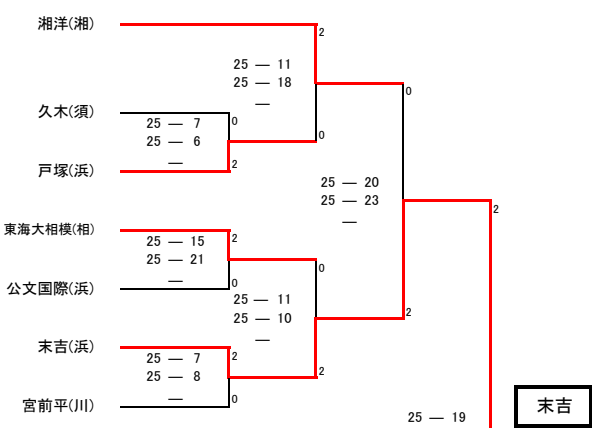 湘洋(湘)
2
25 — 11
25 — 18
—
0
久木(須)
25 — 7
25 — 6
—
0
0
戸塚(浜)
2
25 — 20
25 — 23
—
2
東海大相模(相)
25 — 15
25 — 21
—
2
0
公文国際(浜)
0
25 — 11
25 — 10
—
2
末吉(浜)
25 — 7
25 — 8
—
2
2
宮前平(川)
0
25 — 19
末吉